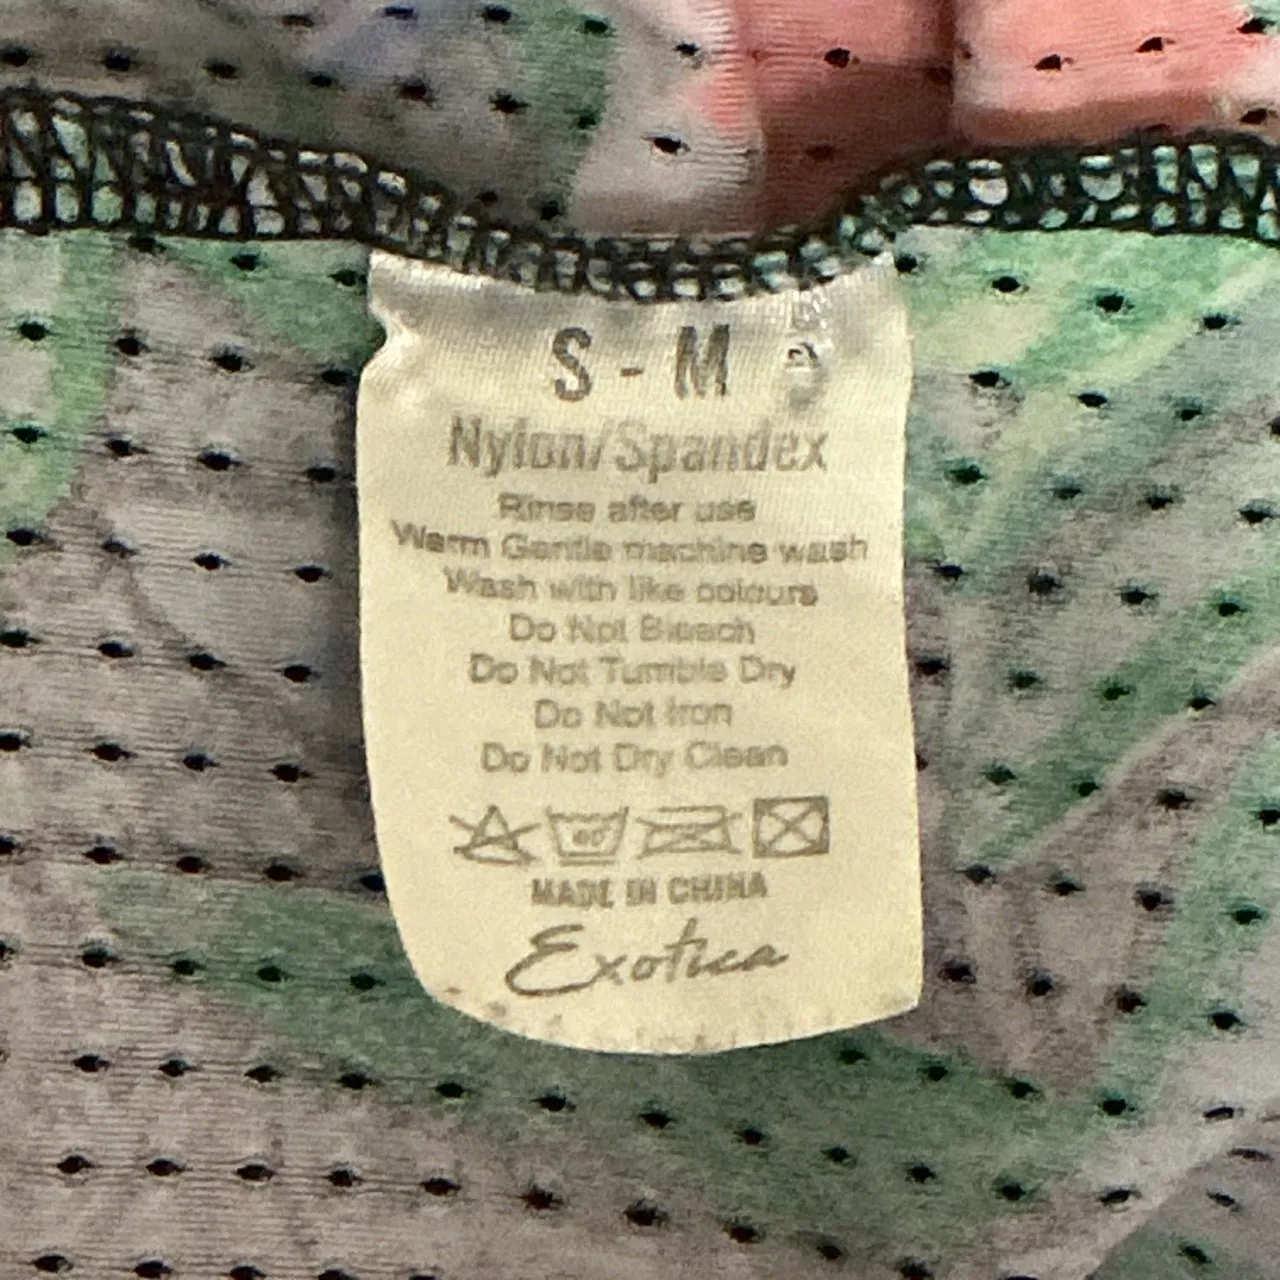 S - M
Nylon/Spandex
Rinse after use
Warm Gentle machine wash
Wash with like colours
Do Not Bleach
Do Not Tumble Dry
Do Not Iron
Do Not Dry Clean
MADE IN CHINA
Exotica